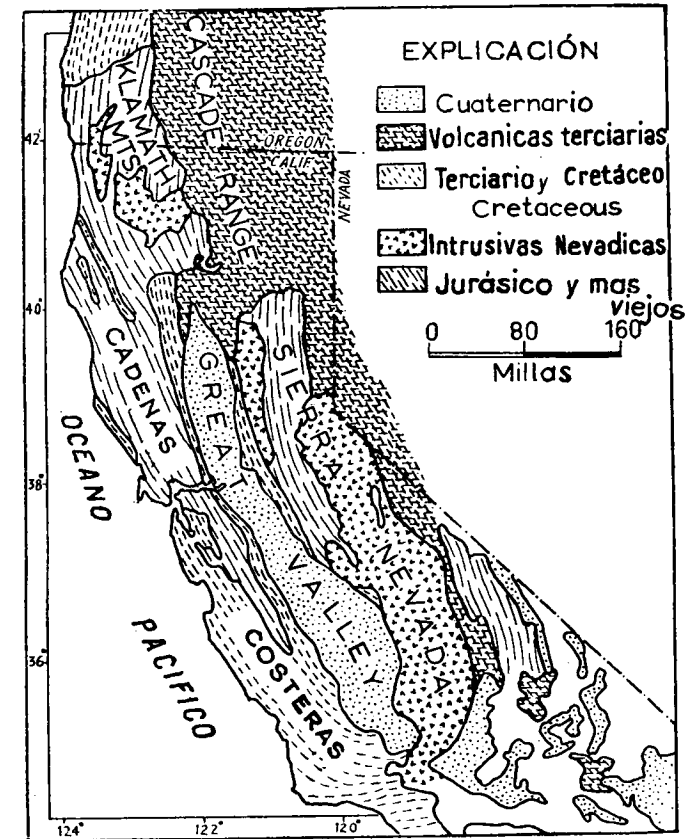 EXPLICACIÓN
Cuaternario
Volcanicas terciarias
Terciario y Cretáceo
Cretaceous
Intrusivas Nevadicas
Jurásico y mas
viejos
0 80 160
Millas
CASCADE RANGE
KLAMATH
MTS
OREGON
CALIF
NEVADA
42°
40°
38°
36°
CADENAS
COSTERAS
GREAT VALLEY
SIERRA NEVADA
OCEANO
PACIFICO
124° 122° 120°